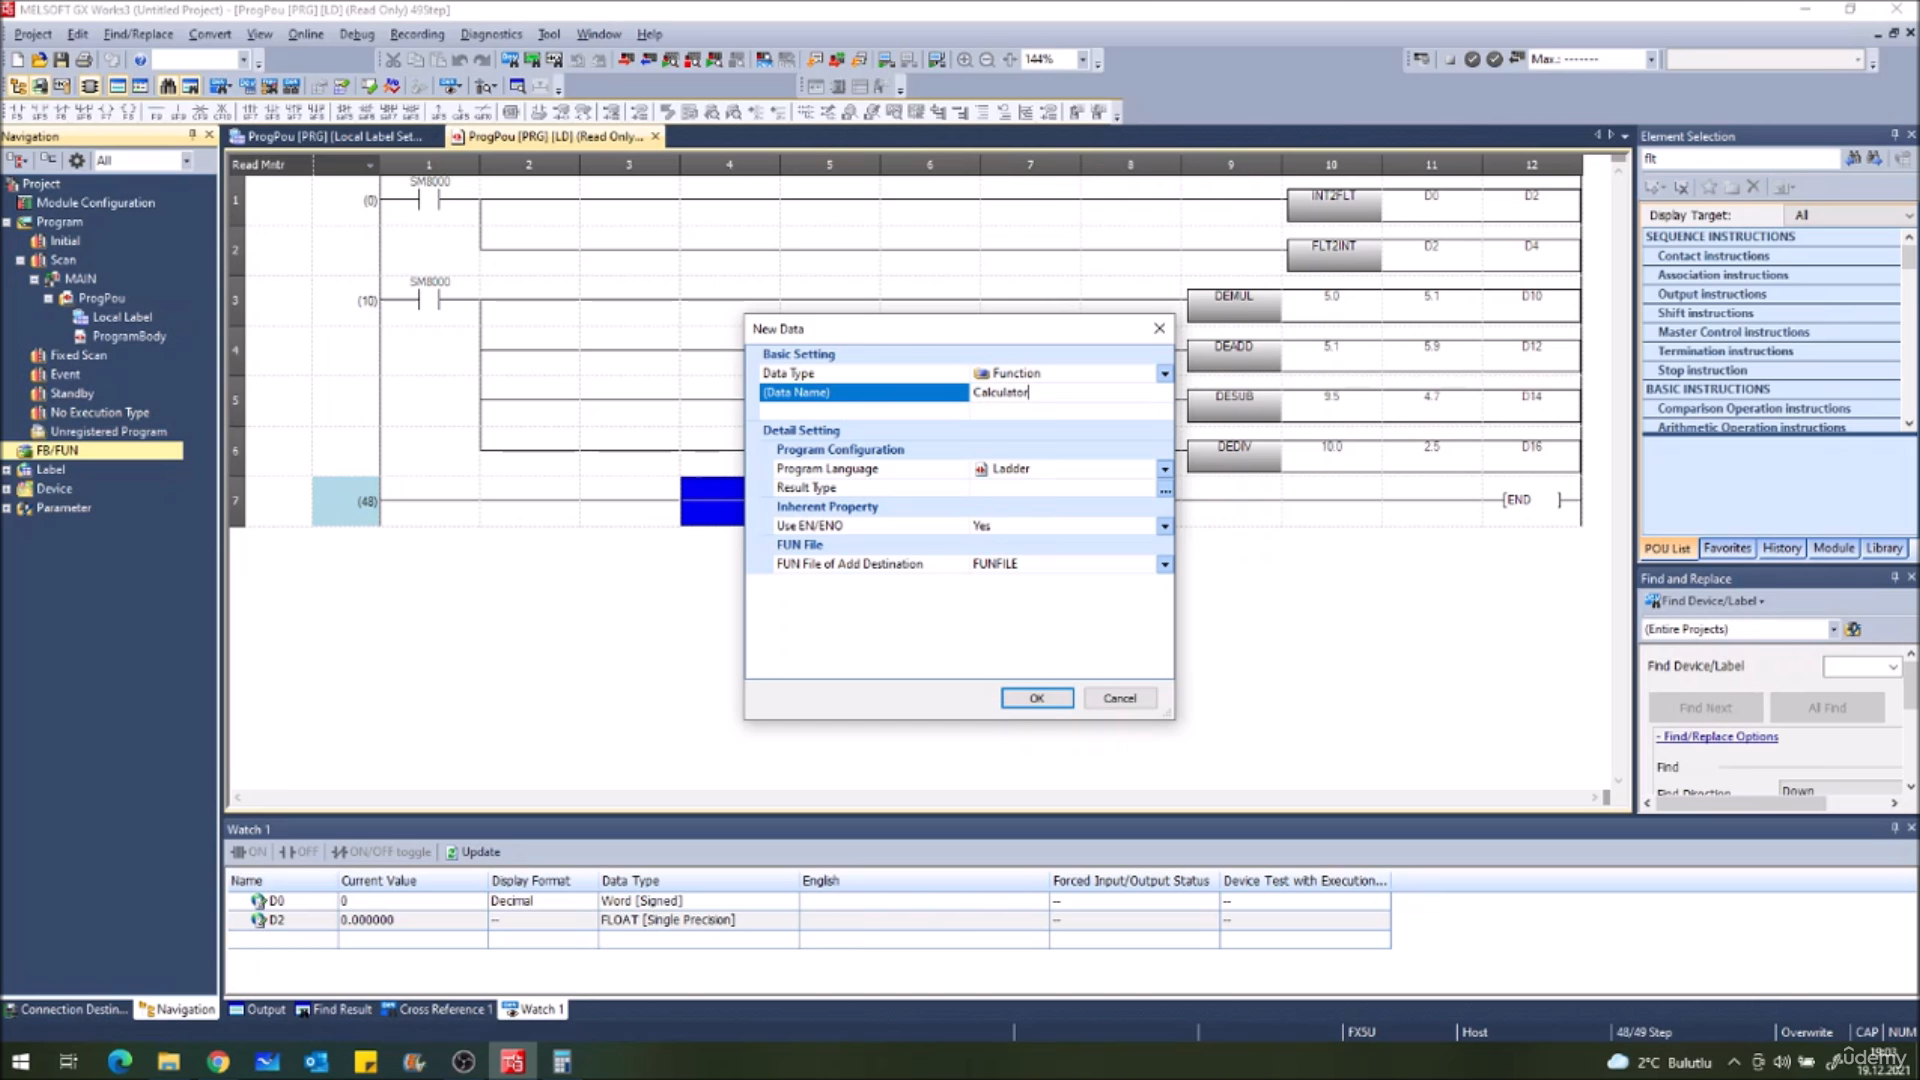 MELSOFT GX Works3 (Untitled Project) - [ProgPou [PRG] [LD] (Read Only) 49Step]
Project Edit Find/Replace Convert View Online Debug Recording Diagnostics Tool Window Help
144%
Max.: -------
Navigation
All
Project
Module Configuration
Program
Initial
Scan
MAIN
ProgPou
Local Label
ProgramBody
Fixed Scan
Event
Standby
No Execution Type
Unregistered Program
FB/FUN
Label
Device
Parameter
ProgPou [PRG] [Local Label Set...
ProgPou [PRG] [LD] (Read Only...
Read Mntr 1 2 3 4 5 6 7 8 9 10 11 12
SM8000
1 (0) INT2FLT D0 D2
2 FLT2INT D2 D4
SM8000
3 (10) DEMUL 5.0 5.1 D10
4 DEADD 5.1 5.9 D12
5 DESUB 9.5 4.7 D14
6 DEDIV 10.0 2.5 D16
7 (48) [END ]
New Data
Basic Setting
Data Type Function
(Data Name) Calculator
Detail Setting
Program Configuration
Program Language Ladder
Result Type ...
Inherent Property
Use EN/ENO Yes
FUN File
FUN File of Add Destination FUNFILE
OK Cancel
Element Selection
flt
Display Target: All
SEQUENCE INSTRUCTIONS
Contact instructions
Association instructions
Output instructions
Shift instructions
Master Control instructions
Termination instructions
Stop instruction
BASIC INSTRUCTIONS
Comparison Operation instructions
Arithmetic Operation instructions
POU List Favorites History Module Library
Find and Replace
Find Device/Label
(Entire Projects)
Find Device/Label
Find Next All Find
- Find/Replace Options
Find
Find Direction Down
Watch 1
ON OFF ON/OFF toggle Update
Name Current Value Display Format Data Type English Forced Input/Output Status Device Test with Execution...
D0 0 Decimal Word [Signed] -- --
D2 0.000000 -- FLOAT [Single Precision] -- --
Connection Destin... Navigation Output Find Result Cross Reference 1 Watch 1
FX5U Host 48/49 Step Overwrite CAP NUM
2°C Bulutlu
19.12.2021
ûdemy